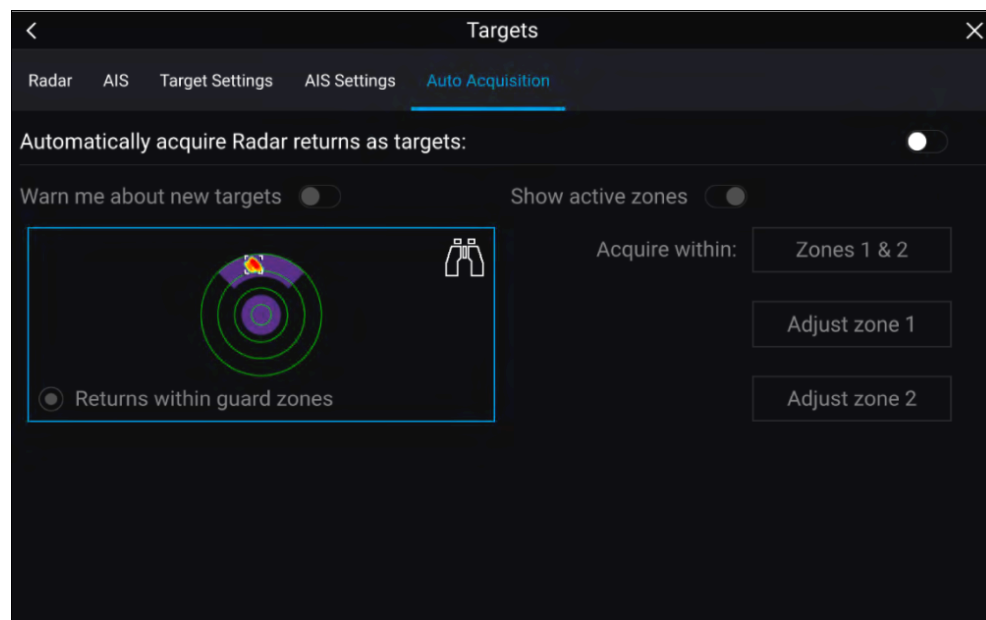 Targets
Radar AIS Target Settings AIS Settings Auto Acquisition
Automatically acquire Radar returns as targets:
Warn me about new targets Show active zones
Acquire within: Zones 1 & 2
Adjust zone 1
Returns within guard zones Adjust zone 2